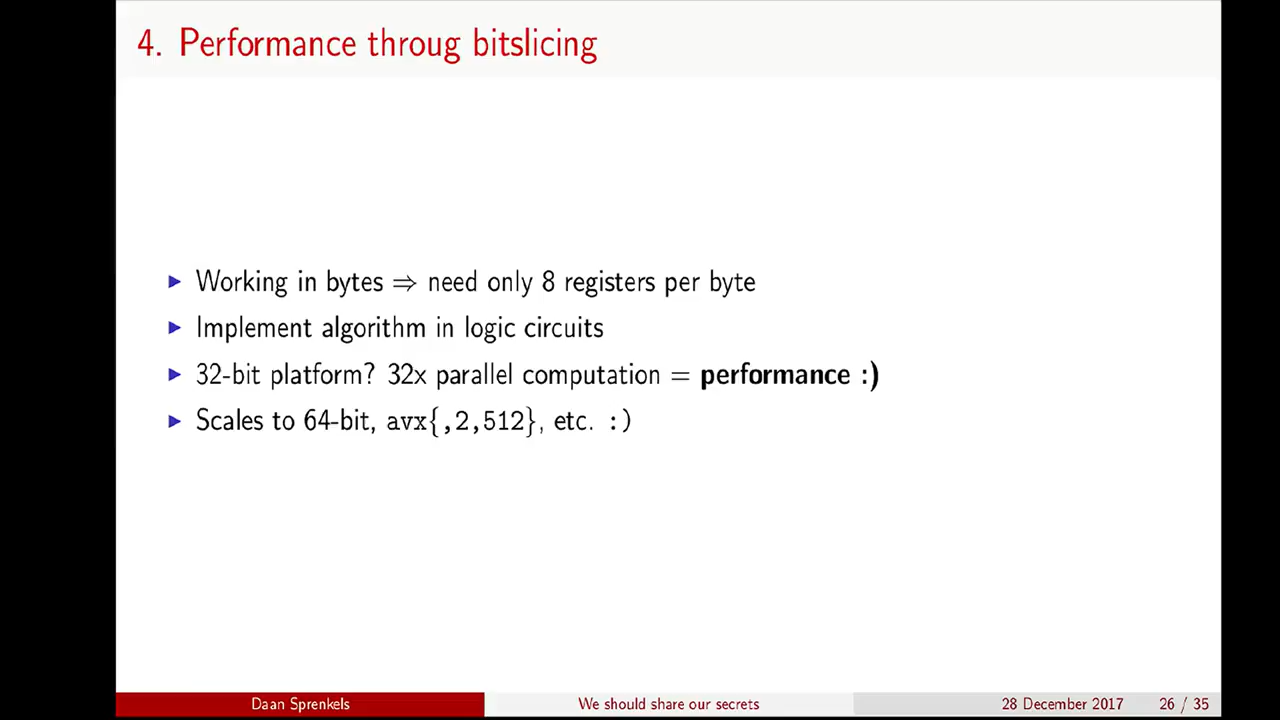 4. Performance throug bitslicing
▶ Working in bytes ⇒ need only 8 registers per byte
▶ Implement algorithm in logic circuits
▶ 32-bit platform? 32x parallel computation = performance :)
▶ Scales to 64-bit, avx{,2,512}, etc. :)
Daan Sprenkels We should share our secrets 28 December 2017 26 / 35